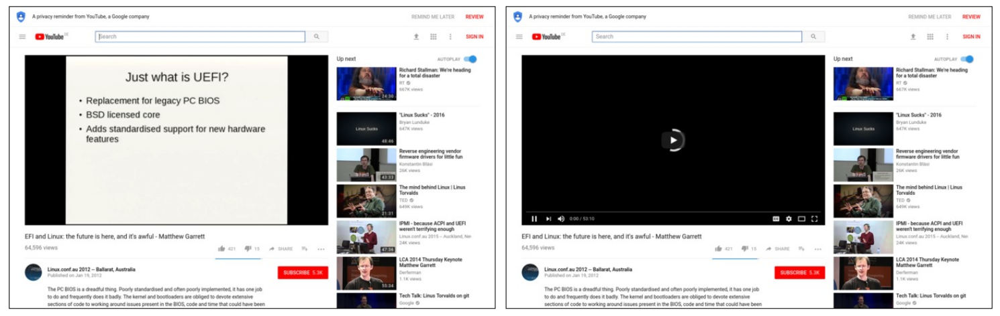 A privacy reminder from YouTube, a Google company
REMIND ME LATER
REVIEW
YouTube DE
Search
SIGN IN
Just what is UEFI?
• Replacement for legacy PC BIOS
• BSD licensed core
• Adds standardised support for new hardware
features
EFI and Linux: the future is here, and it's awful - Matthew Garrett
64,596 views
421
15
SHARE
Linux.conf.au 2012 -- Ballarat, Australia
Published on Jan 19, 2012
SUBSCRIBE 5.3K
The PC BIOS is a dreadful thing. Poorly standardised and often poorly implemented, it has one job
to do and frequently does it badly. The kernel and bootloaders are obliged to devote extensive
sections of code to working around issues present in the BIOS, code and time that could have been
Up next
AUTOPLAY
24:30
Richard Stallman: We're heading
for a total disaster
RT
667K views
Linux Sucks
48:46
"Linux Sucks" - 2016
Bryan Lunduke
647K views
43:33
Reverse engineering vendor
firmware drivers for little fun
Konstantin Bläsi
26K views
21:31
The mind behind Linux | Linus
Torvalds
TED
649K views
47:34
IPMI - because ACPI and UEFI
weren't terrifying enough
Linux.conf.au 2015 -- Auckland, Nev
24K views
55:34
LCA 2014 Thursday Keynote
Matthew Garrett
Derferman
1.1K views
Tech Talk: Linus Torvalds on git
Google
A privacy reminder from YouTube, a Google company
REMIND ME LATER
REVIEW
YouTube DE
Search
SIGN IN
0:00 / 53:10
EFI and Linux: the future is here, and it's awful - Matthew Garrett
64,596 views
421
15
SHARE
Linux.conf.au 2012 -- Ballarat, Australia
Published on Jan 19, 2012
SUBSCRIBE 5.3K
The PC BIOS is a dreadful thing. Poorly standardised and often poorly implemented, it has one job
to do and frequently does it badly. The kernel and bootloaders are obliged to devote extensive
sections of code to working around issues present in the BIOS, code and time that could have been
Up next
AUTOPLAY
Richard Stallman: We're heading
for a total disaster
RT
667K views
Linux Sucks
"Linux Sucks" - 2016
Bryan Lunduke
647K views
Reverse engineering vendor
firmware drivers for little fun
Konstantin Bläsi
26K views
The mind behind Linux | Linus
Torvalds
TED
649K views
IPMI - because ACPI and UEFI
weren't terrifying enough
Linux.conf.au 2015 -- Auckland, Nev
24K views
LCA 2014 Thursday Keynote
Matthew Garrett
Derferman
1.1K views
Tech Talk: Linus Torvalds on git
Google